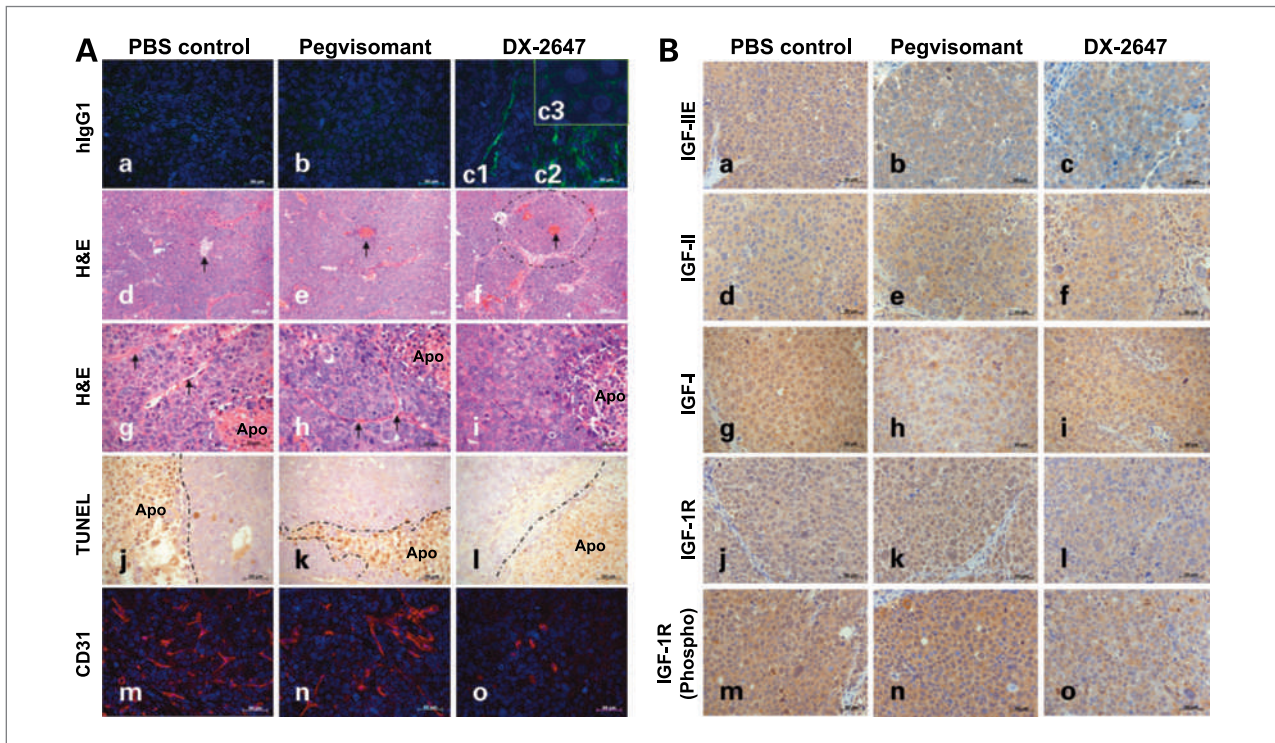 A PBS control Pegvisomant DX-2647
hIgG1
a b c1 c2 c3
H&E
d e f
H&E
g Apo h Apo i Apo
TUNEL
j Apo k Apo l Apo
CD31
m n o
B PBS control Pegvisomant DX-2647
IGF-IIE
a b c
IGF-II
d e f
IGF-I
g h i
IGF-1R
j k l
IGF-1R
(Phospho)
m n o